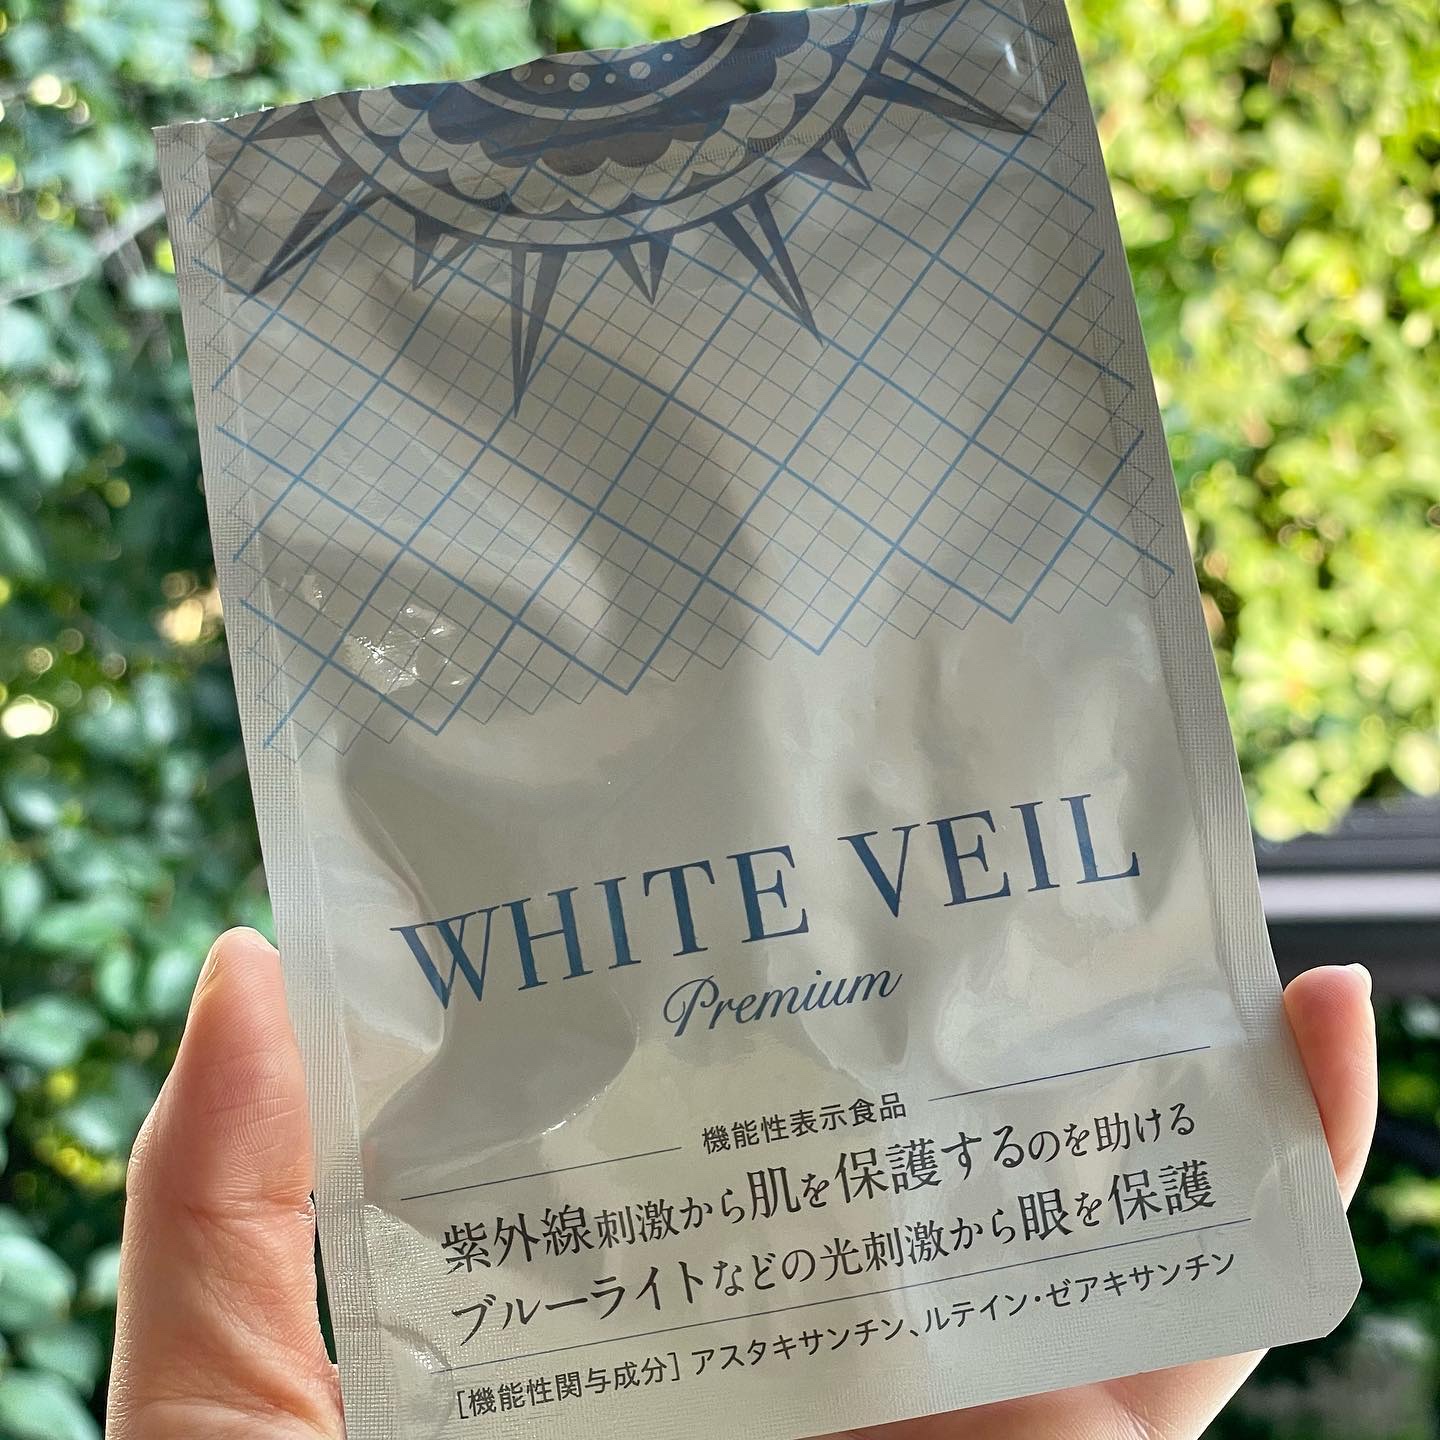 WHITE VEIL
Premium
機能性表示食品
紫外線刺激から肌を保護するのを助ける
ブルーライトなどの光刺激から眼を保護
[機能性関与成分] アスタキサンチン、ルテイン・ゼアキサンチン